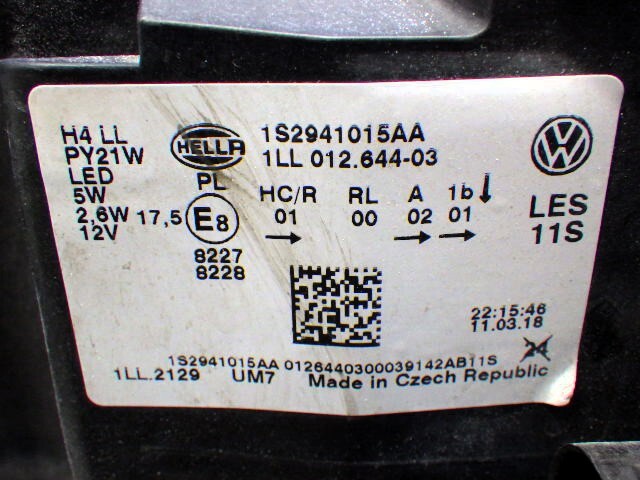 H4 LL
PY21W
LED
5W
2,6W 17,5
12V
HELLA
PL
E8
8227
8228
1S2941015AA
1LL 012.644-03
HC/R RL A 1b↓
01 00 02 01
→ → →
VW
LES
11S
22:15:46
11.03.18
1S2941015AA 0126440300039142AB11S
24
1LL.2129 UM7 Made in Czech Republic